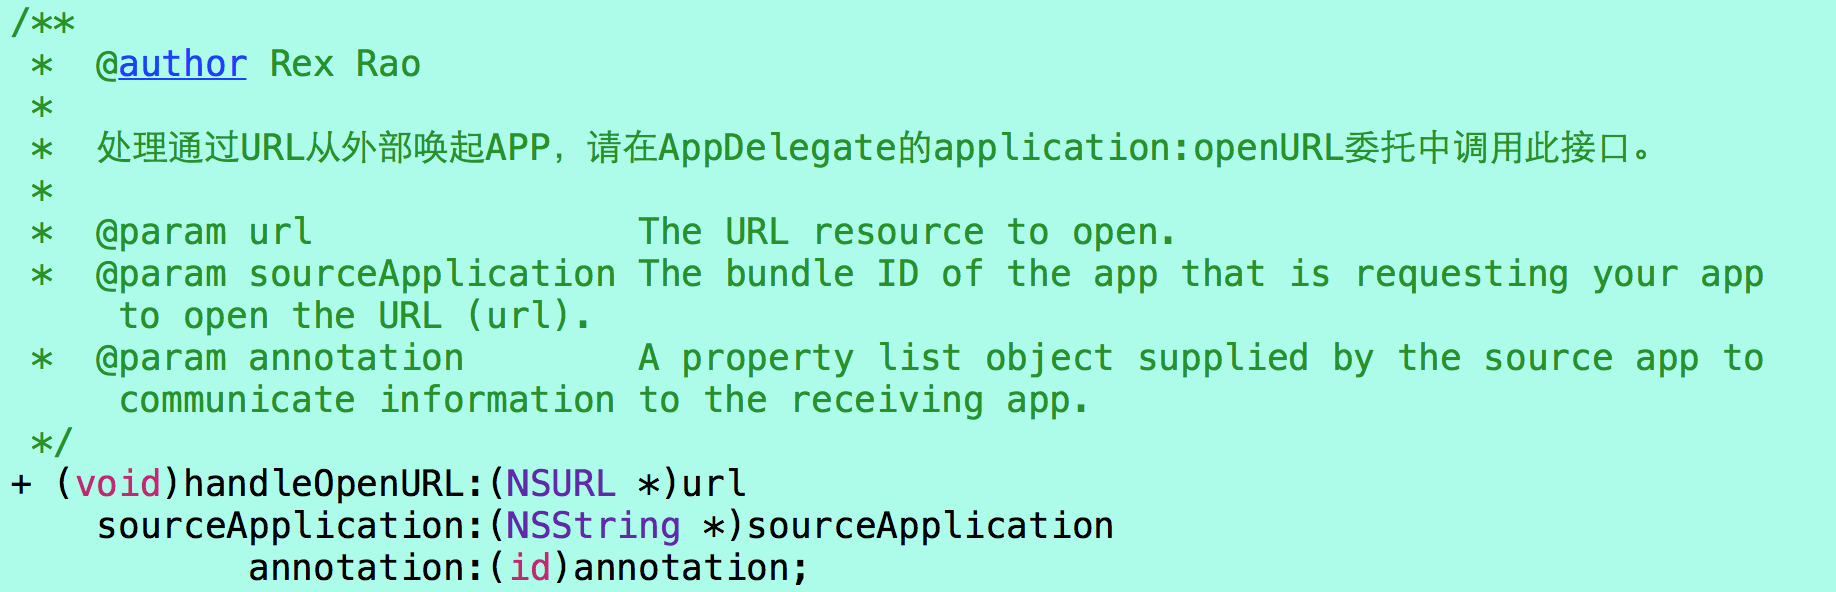 /**
 *  @author Rex Rao
 *
 *  处理通过URL从外部唤起APP，请在AppDelegate的application:openURL委托中调用此接口。
 *
 *  @param url               The URL resource to open.
 *  @param sourceApplication The bundle ID of the app that is requesting your app
     to open the URL (url).
 *  @param annotation        A property list object supplied by the source app to
     communicate information to the receiving app.
 */
+ (void)handleOpenURL:(NSURL *)url
    sourceApplication:(NSString *)sourceApplication
           annotation:(id)annotation;